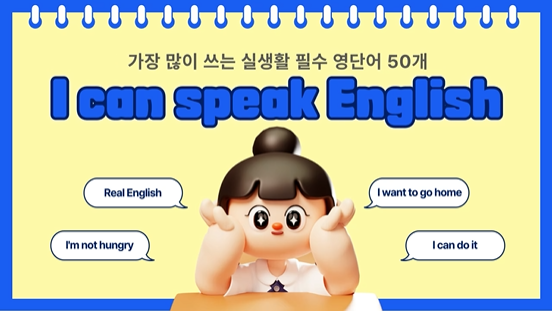 가장 많이 쓰는 실생활 필수 영단어 50개
I can speak English
Real English
I want to go home
I'm not hungry
I can do it